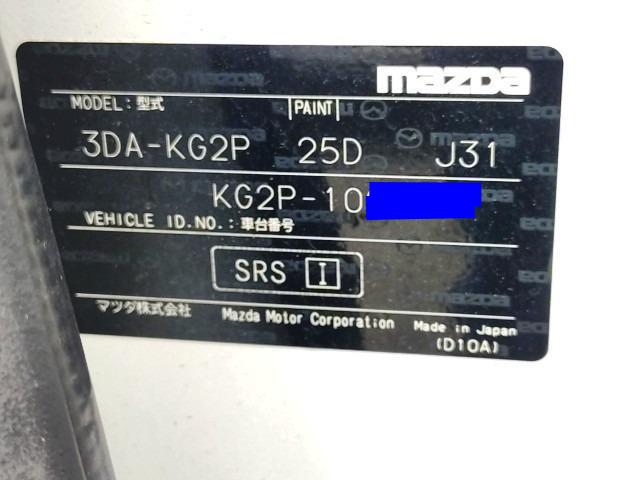 mazda
MODEL:型式 PAINT
3DA-KG2P 25D J31
KG2P-10
VEHICLE ID.NO.:車台番号
SRS I
マツダ株式会社 Mazda Motor Corporation Made in Japan
(D10A)